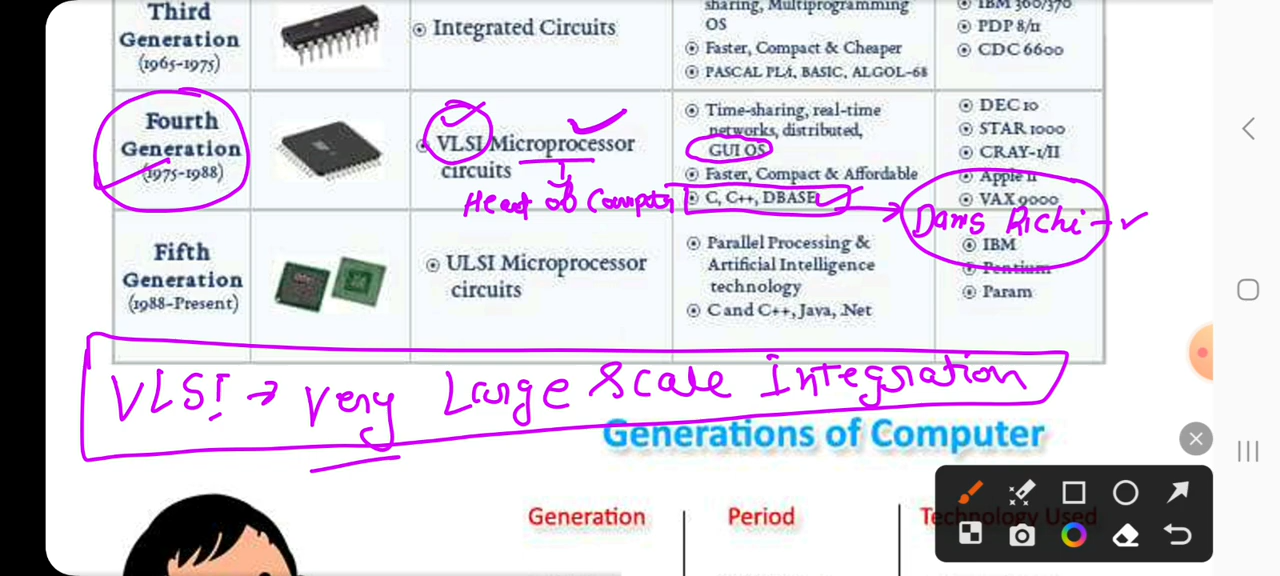 Third
Generation
(1965-1975)
Integrated Circuits
sharing, Multiprogramming
OS
Faster, Compact & Cheaper
PASCAL PL/1, BASIC, ALGOL-68
IBM 360/370
PDP 8/11
CDC 6600
Fourth
Generation
(1975-1988)
VLSI Microprocessor
circuits
Time-sharing, real-time
networks, distributed,
GUI OS
Faster, Compact & Affordable
C, C++, DBASE
DEC 10
STAR 1000
CRAY-1/II
Apple II
VAX 9000
Heart of Computer
Danis Richi
Fifth
Generation
(1988-Present)
ULSI Microprocessor
circuits
Parallel Processing &
Artificial Intelligence
technology
C and C++, Java, .Net
IBM
Pentium
Param
VLSI → Very Large Scale Integration
Generations of Computer
Generation Period Technology Used